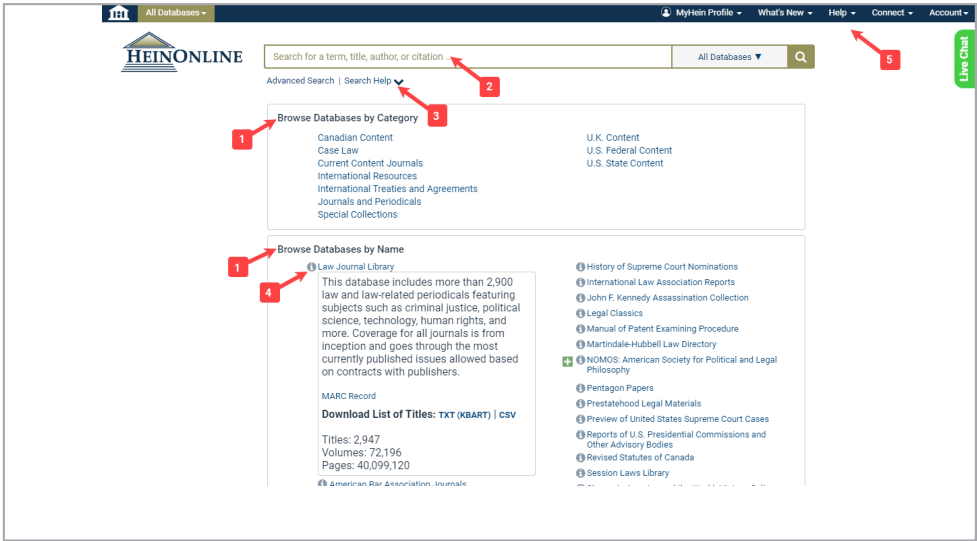 All Databases
MyHein Profile
What's New
Help
Connect
Account
HEINONLINE
Search for a term, title, author, or citation ...
All Databases ▼
5
Live Chat
2
Advanced Search | Search Help
3
Browse Databases by Category
1
Canadian Content
Case Law
Current Content Journals
International Resources
International Treaties and Agreements
Journals and Periodicals
Special Collections
U.K. Content
U.S. Federal Content
U.S. State Content
Browse Databases by Name
1
Law Journal Library
4
This database includes more than 2,900
law and law-related periodicals featuring
subjects such as criminal justice, political
science, technology, human rights, and
more. Coverage for all journals is from
inception and goes through the most
currently published issues allowed based
on contracts with publishers.
MARC Record
Download List of Titles: TXT (KBART) | CSV
Titles: 2,947
Volumes: 72,196
Pages: 40,099,120
American Bar Association Journals
History of Supreme Court Nominations
International Law Association Reports
John F. Kennedy Assassination Collection
Legal Classics
Manual of Patent Examining Procedure
Martindale-Hubbell Law Directory
NOMOS: American Society for Political and Legal
Philosophy
Pentagon Papers
Prestatehood Legal Materials
Preview of United States Supreme Court Cases
Reports of U.S. Presidential Commissions and
Other Advisory Bodies
Revised Statutes of Canada
Session Laws Library